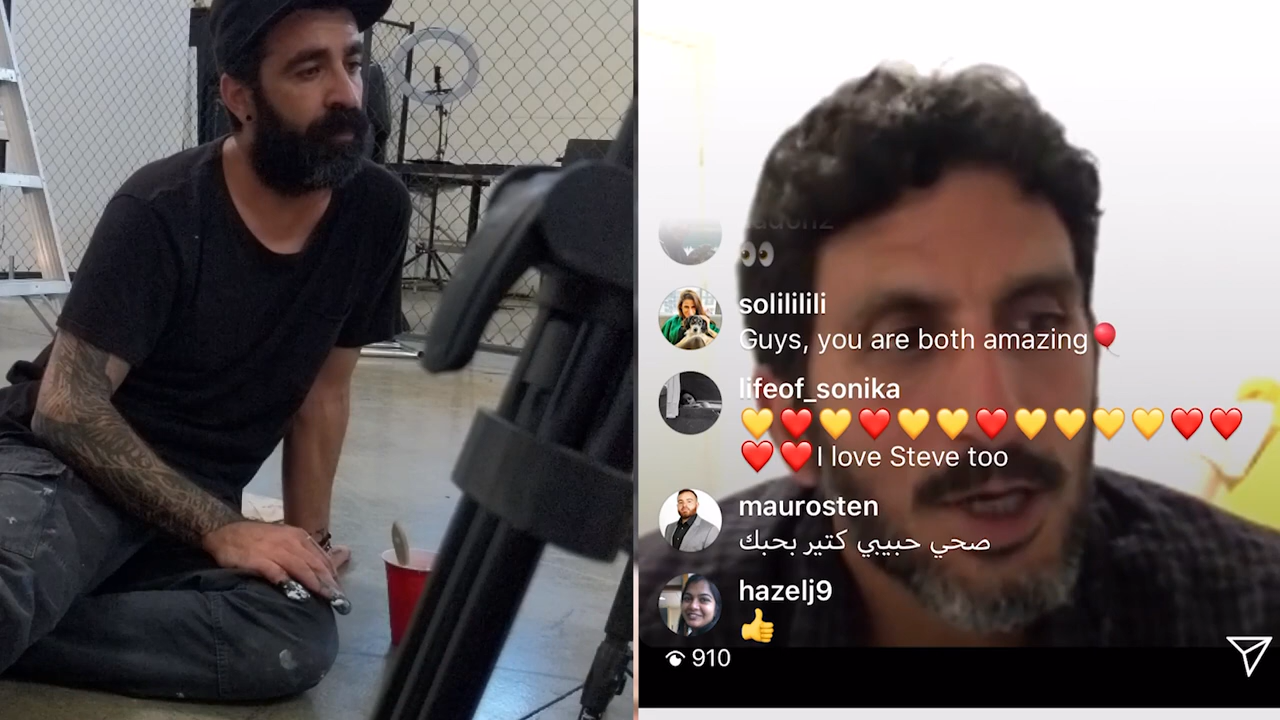 👀
solilililili
Guys, you are both amazing🎈
lifeof_sonika
💛❤️💛❤️💛💛❤️💛💛💛💛❤️❤️
❤️❤️I love Steve too
maurosten
صحي حبيبي كتير بحبك
hazelj9
👍
910